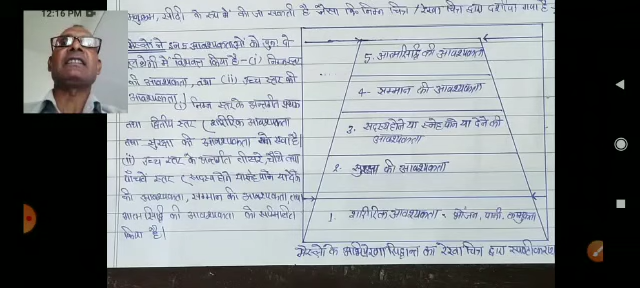 12:16 PM
सीढ़ी के रूप में की जा सकती है जैसा कि निम्न चित्र / रेखा चित्र द्वारा दर्शाया गया है
मैस्लो ने इन 5 आवश्यकताओं को पुनः दो
में विभक्त किया है - (i) निम्नस्तर
की आवश्यकता, तथा (ii) उच्च स्तर की
आवश्यकता (i) निम्न स्तर के अन्तर्गत प्रथम
तथा द्वितीय स्तर (शारीरिक आवश्यकता
तथा सुरक्षा की आवश्यकता को रखा है।
(ii) उच्च स्तर के अन्तर्गत तीसरे, चौथे तथा
पाँचवे स्तर (सदस्य होने या स्नेह पाने या देने
की आवश्यकता, सम्मान की आवश्यकता तथा
आत्मसिद्धि की आवश्यकता को सम्मिलित
किया है।
5. आत्मसिद्धि की आवश्यकता
4- सम्मान की आवश्यकता
3. सदस्य होने या स्नेह पाने या देने की
आवश्यकता
2. सुरक्षा की आवश्यकता
1. शारीरिक आवश्यकता - भोजन, पानी, कामुकता
मैस्लो के अभिप्रेरणा सिद्धान्त का रेखा चित्र द्वारा स्पष्टीकरण